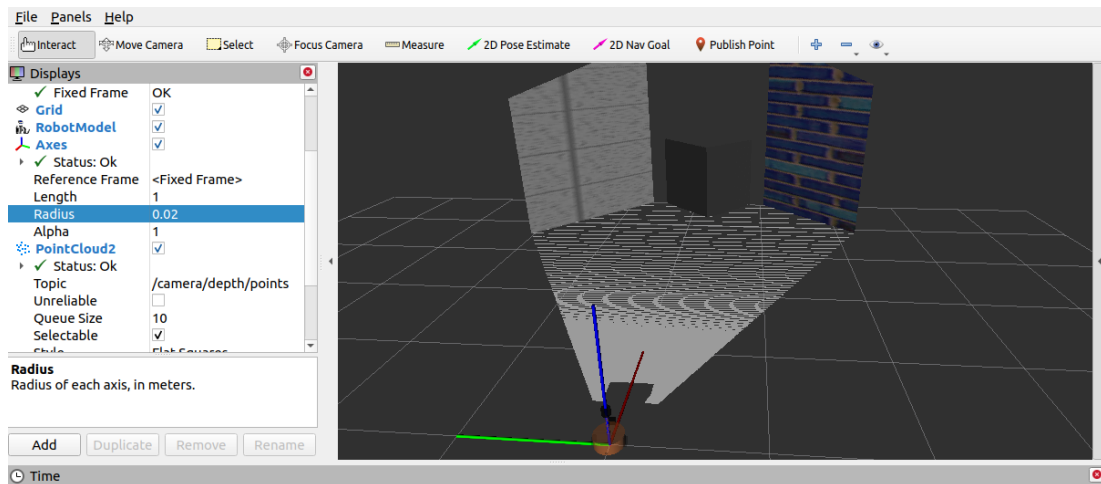 File Panels Help
Interact Move Camera Select Focus Camera Measure 2D Pose Estimate 2D Nav Goal Publish Point
Displays
Fixed Frame OK
Grid
RobotModel
Axes
Status: Ok
Reference Frame <Fixed Frame>
Length 1
Radius 0.02
Alpha 1
PointCloud2
Status: Ok
Topic /camera/depth/points
Unreliable
Queue Size 10
Selectable
Style Flat Squares
Radius
Radius of each axis, in meters.
Add Duplicate Remove Rename
Time